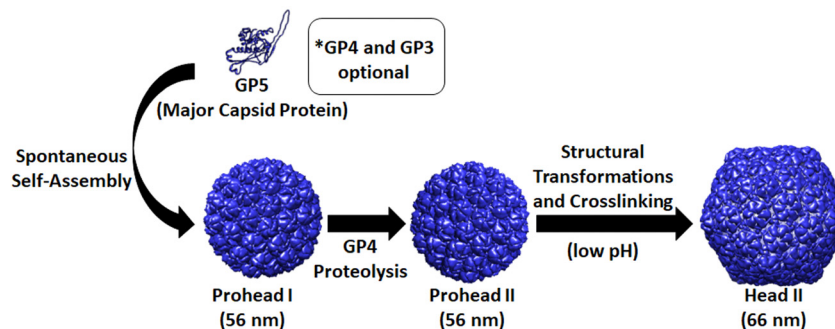 GP5
(Major Capsid Protein)
*GP4 and GP3
optional
Spontaneous
Self-Assembly
Prohead I
(56 nm)
GP4
Proteolysis
Prohead II
(56 nm)
Structural
Transformations
and Crosslinking
(low pH)
Head II
(66 nm)